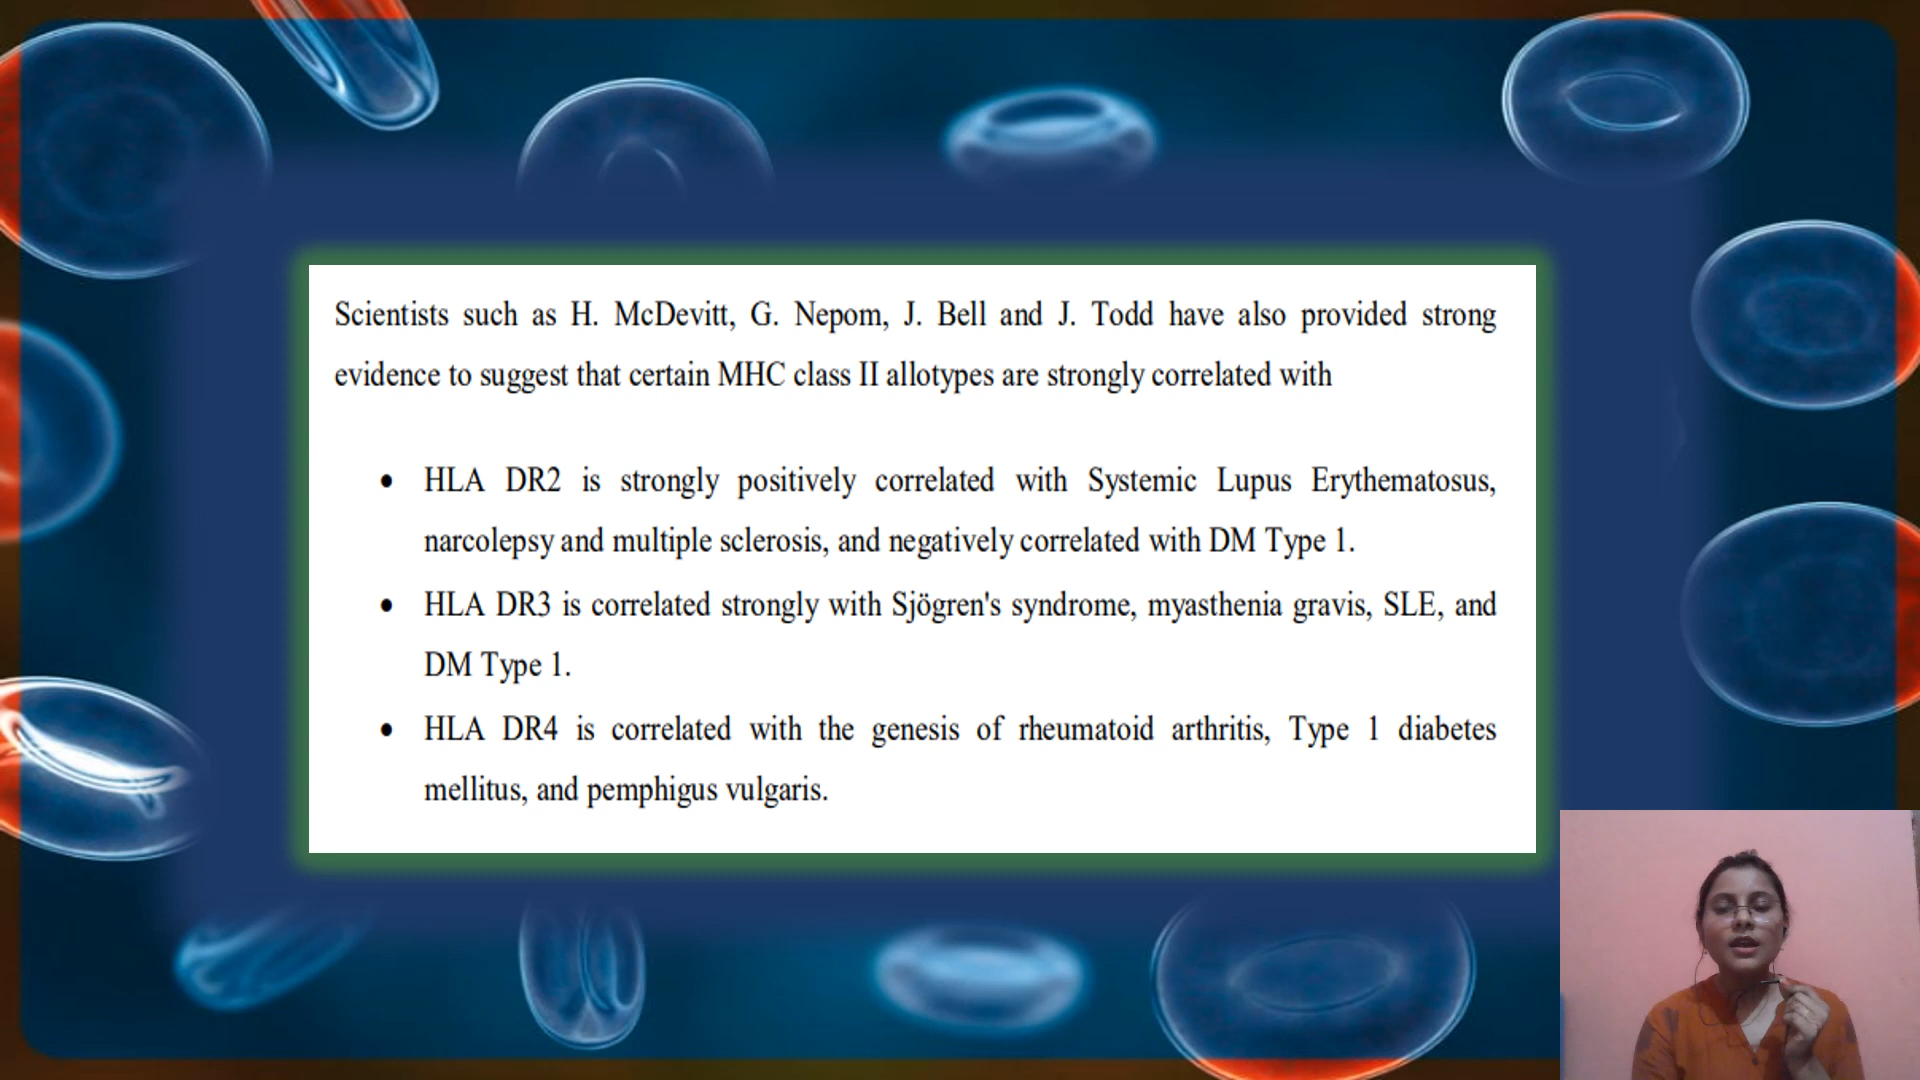 Scientists such as H. McDevitt, G. Nepom, J. Bell and J. Todd have also provided strong
evidence to suggest that certain MHC class II allotypes are strongly correlated with
• HLA DR2 is strongly positively correlated with Systemic Lupus Erythematosus,
narcolepsy and multiple sclerosis, and negatively correlated with DM Type 1.
• HLA DR3 is correlated strongly with Sjögren's syndrome, myasthenia gravis, SLE, and
DM Type 1.
• HLA DR4 is correlated with the genesis of rheumatoid arthritis, Type 1 diabetes
mellitus, and pemphigus vulgaris.